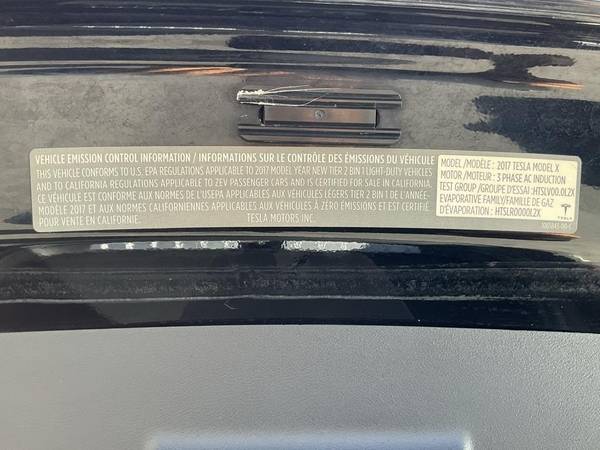 VEHICLE EMISSION CONTROL INFORMATION / INFORMATIONS SUR LE CONTRÔLE DES ÉMISSIONS DU VÉHICULE
THIS VEHICLE CONFORMS TO U.S. EPA REGULATIONS APPLICABLE TO 2017 MODEL YEAR NEW TIER 2 BIN 1 LIGHT-DUTY VEHICLES
AND TO CALIFORNIA REGULATIONS APPLICABLE TO ZEV PASSENGER CARS AND IS CERTIFIED FOR SALE IN CALIFORNIA.
CE VÉHICULE EST CONFORME AUX NORMES DE L'USEPA APPLICABLES AUX VÉHICULES LÉGERS TIER 2 BIN 1 DE L'ANNÉE-
MODÈLE 2017 ET AUX NORMES CALIFORNIENNES APPLICABLES AUX VÉHICULES À ZÉRO ÉMISSIONS ET EST CERTIFIÉ
POUR VENTE EN CALIFORNIE.
TESLA MOTORS INC.
MODEL / MODÈLE : 2017 TESLA MODEL X
MOTOR / MOTEUR : 3 PHASE AC INDUCTION
TEST GROUP / GROUPE D'ESSAI : HTSLV00.0L2X
EVAPORATIVE FAMILY/FAMILLE DE GAZ
D'ÉVAPORATION : HTSLR0000L2X
TESLA